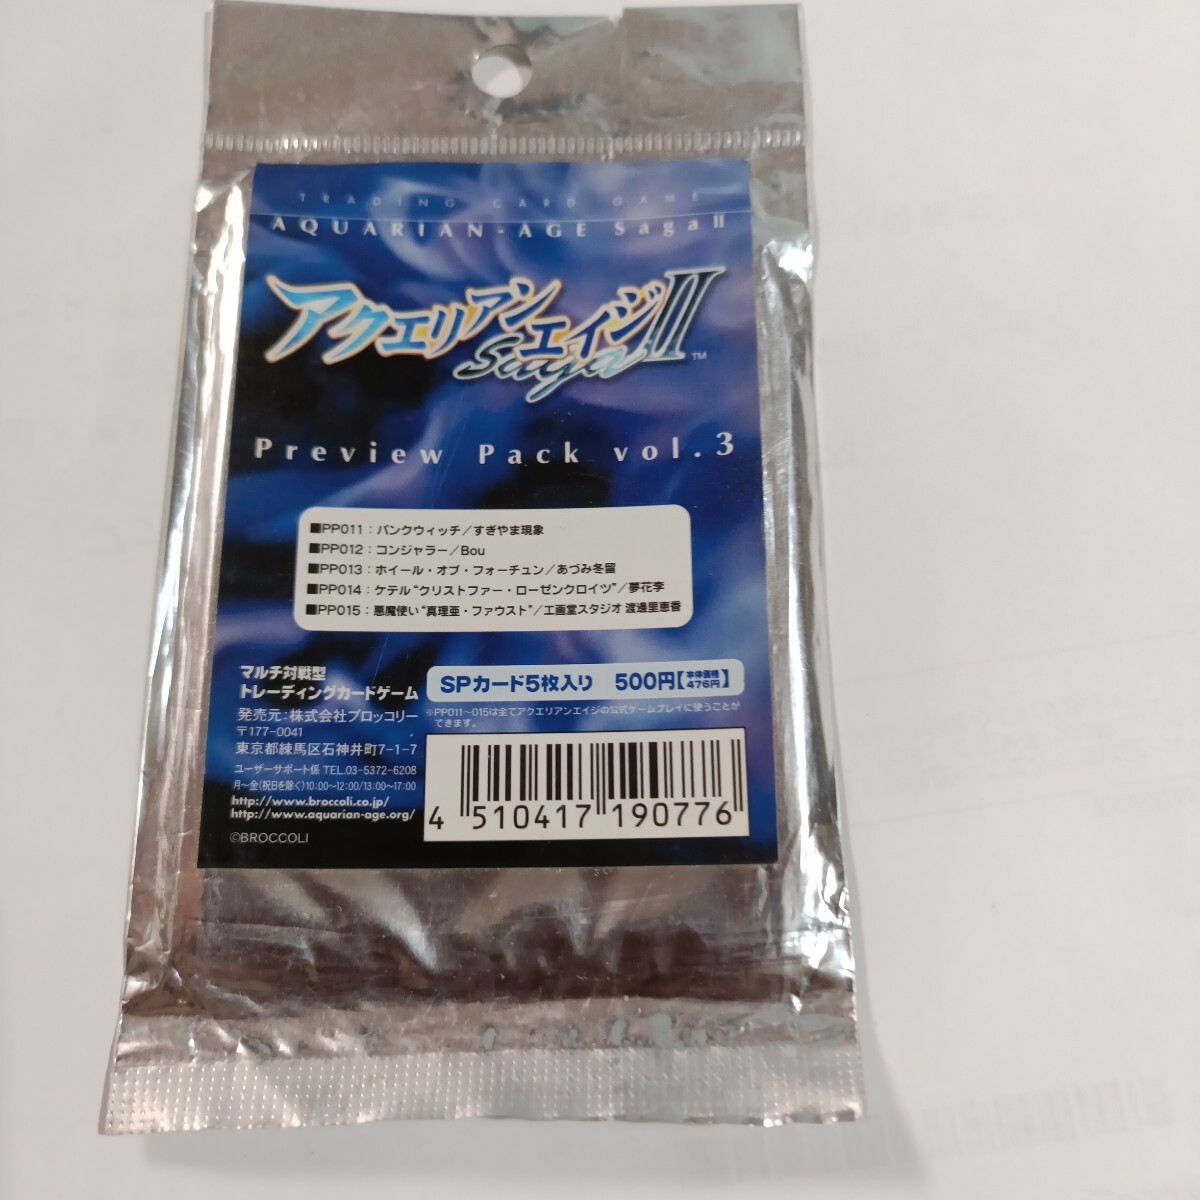 TRADING CARD GAME
AQUARIAN-AGE Saga II
アクエリアンエイジ
Saga II
TM
Preview Pack vol.3
■PP011：パンクウィッチ／すぎやま現象
■PP012：コンジャラー／Bou
■PP013：ホイール・オブ・フォーチュン／あづみ冬留
■PP014：ケテル“クリストファー・ローゼンクロイツ”／夢花李
■PP015：悪魔使い“真理亜・ファウスト”／工画堂スタジオ 渡邊里恵香
マルチ対戦型
トレーディングカードゲーム
発売元：株式会社ブロッコリー
〒177-0041
東京都練馬区石神井町7-1-7
ユーザーサポート係 TEL.03-5372-6208
月～金(祝日を除く)10:00～12:00/13:00～17:00
http://www.broccoli.co.jp/
http://www.aquarian-age.org/
©BROCCOLI
SPカード5枚入り 500円【本体価格476円】
※PP011～015は全てアクエリアンエイジの公式ゲームプレイに使うことが
できます。
4 510417 190776